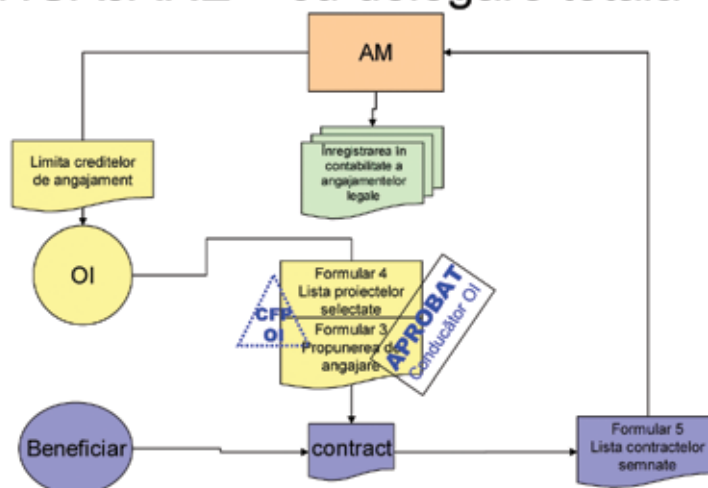 AM
Limita creditelor
de angajament
Înregistrarea în
contabilitate a
angajamentelor
legale
OI
Formular 4
Lista proiectelor
selectate
CFP
OI
Formular 3
Propunerea de
angajare
APROBAT
Conducător OI
Beneficiar
contract
Formular 5
Lista contractelor
semnate